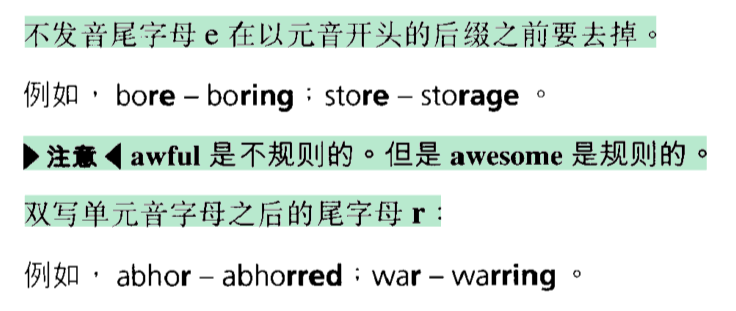 不发音尾字母 e 在以元音开头的后缀之前要去掉。
例如，bore – boring；store – storage 。
▶注意◀ awful 是不规则的。但是 awesome 是规则的。
双写单元音字母之后的尾字母 r：
例如，abhor – abhorred；war – warring 。